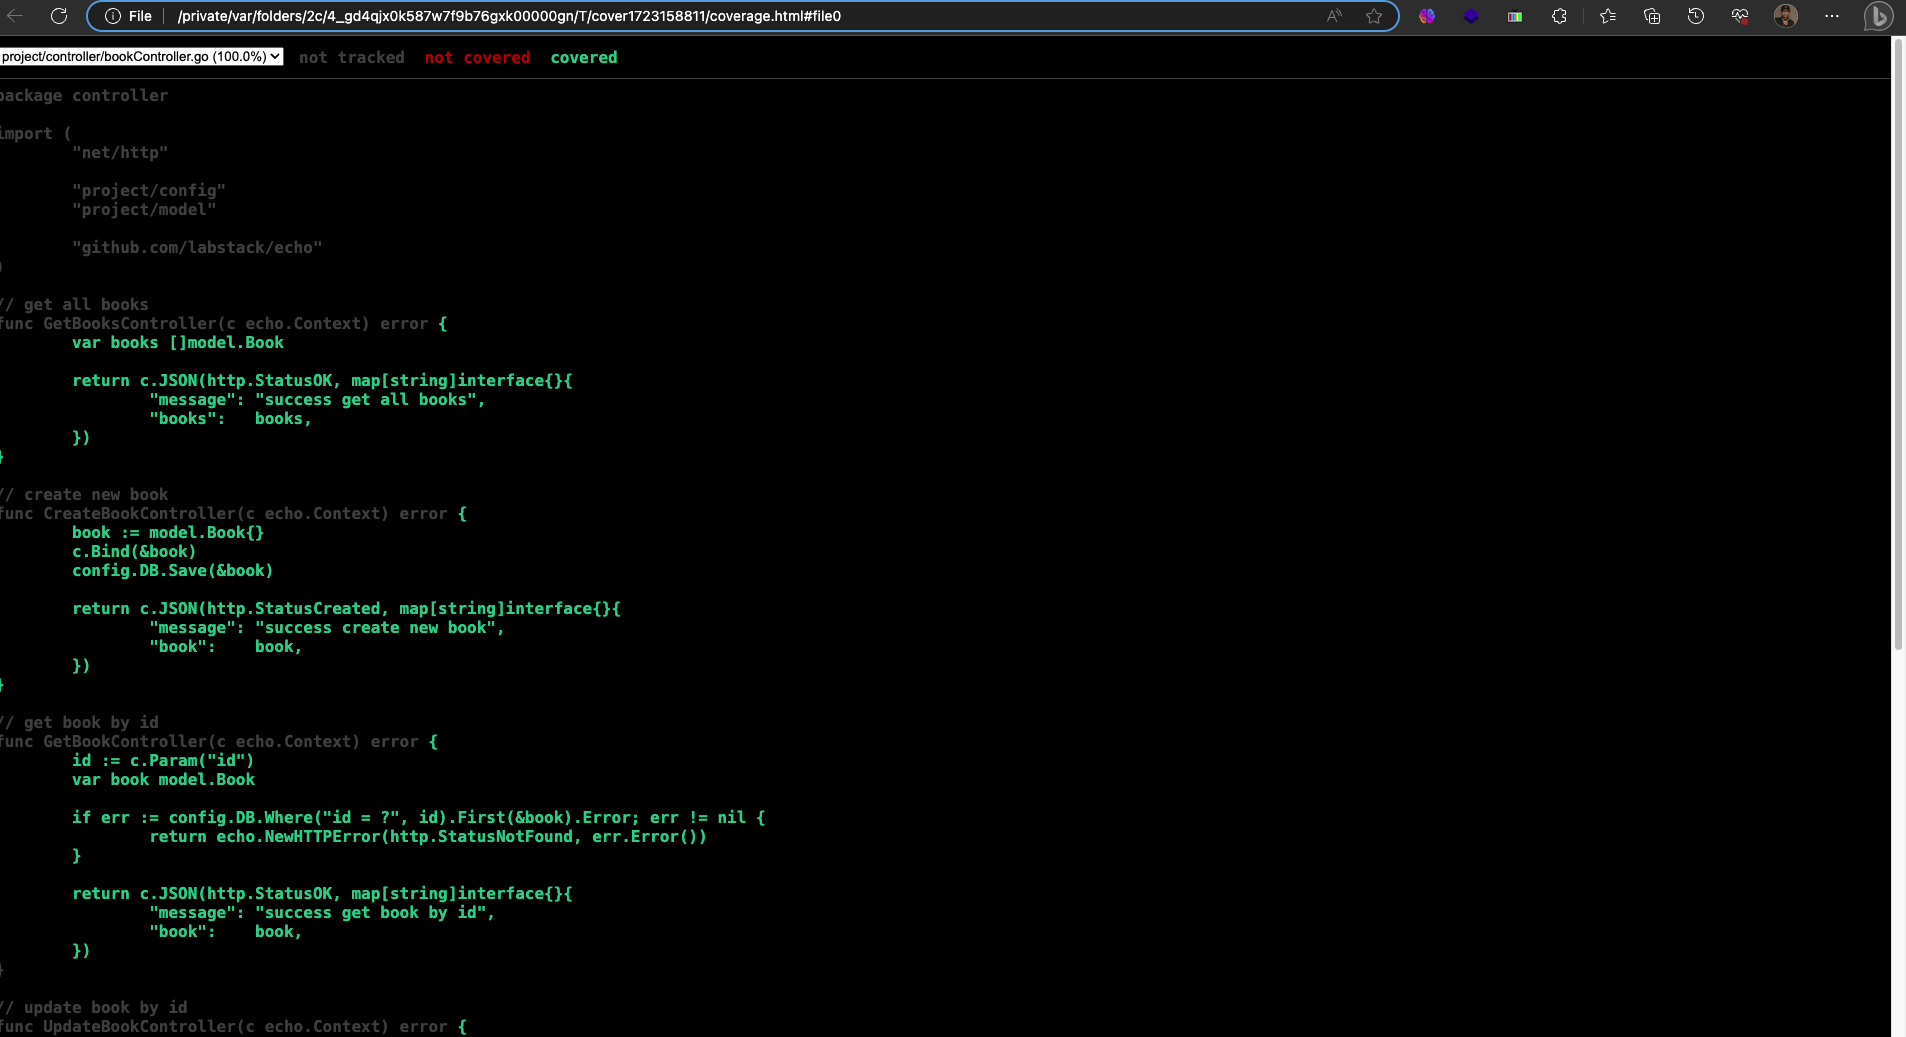 File /private/var/folders/2c/4_gd4qjx0k587w7f9b76gxk00000gn/T/cover1723158811/coverage.html#file0
project/controller/bookController.go (100.0%) not tracked not covered covered
package controller
import (
"net/http"
"project/config"
"project/model"
"github.com/labstack/echo"
)
// get all books
func GetBooksController(c echo.Context) error {
var books []model.Book
return c.JSON(http.StatusOK, map[string]interface{}{
"message": "success get all books",
"books":   books,
})
}
// create new book
func CreateBookController(c echo.Context) error {
book := model.Book{}
c.Bind(&book)
config.DB.Save(&book)
return c.JSON(http.StatusCreated, map[string]interface{}{
"message": "success create new book",
"book":    book,
})
}
// get book by id
func GetBookController(c echo.Context) error {
id := c.Param("id")
var book model.Book
if err := config.DB.Where("id = ?", id).First(&book).Error; err != nil {
return echo.NewHTTPError(http.StatusNotFound, err.Error())
}
return c.JSON(http.StatusOK, map[string]interface{}{
"message": "success get book by id",
"book":    book,
})
}
// update book by id
func UpdateBookController(c echo.Context) error {